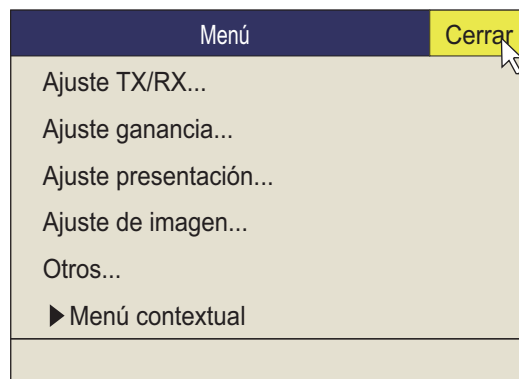 Menú Cerrar
Ajuste TX/RX...
Ajuste ganancia...
Ajuste presentación...
Ajuste de imagen...
Otros...
Menú contextual